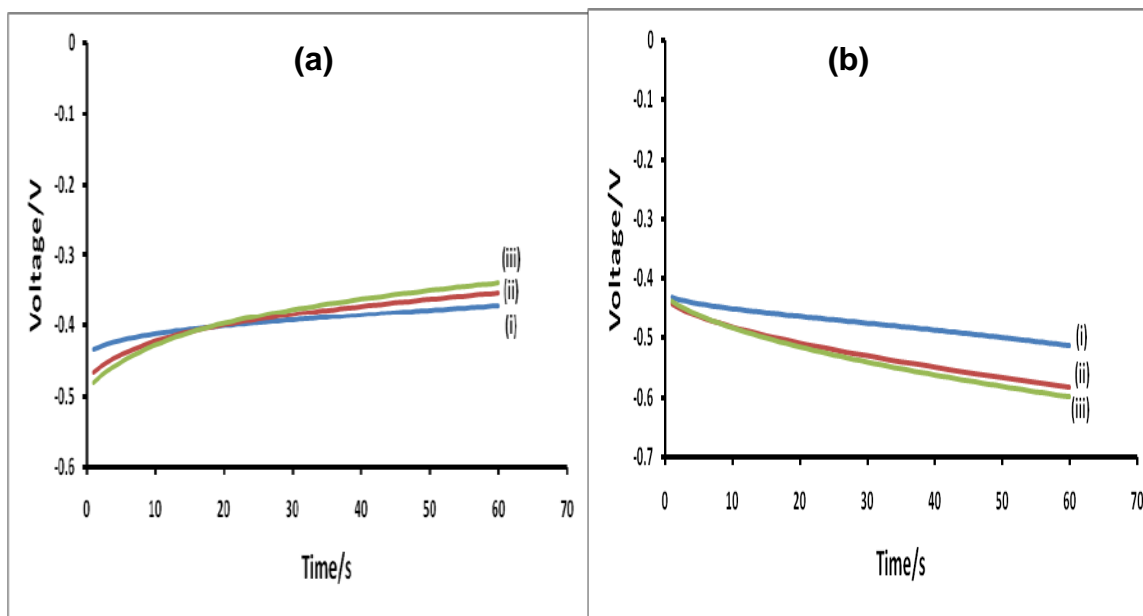 (a)
0
-0.1
-0.2
-0.3
-0.4
-0.5
-0.6
Voltage/V
0 10 20 30 40 50 60 70
Time/s
(iii)
(ii)
(i)
(b)
0
-0.1
-0.2
-0.3
-0.4
-0.5
-0.6
-0.7
Voltage/V
0 10 20 30 40 50 60 70
Time/s
(i)
(ii)
(iii)